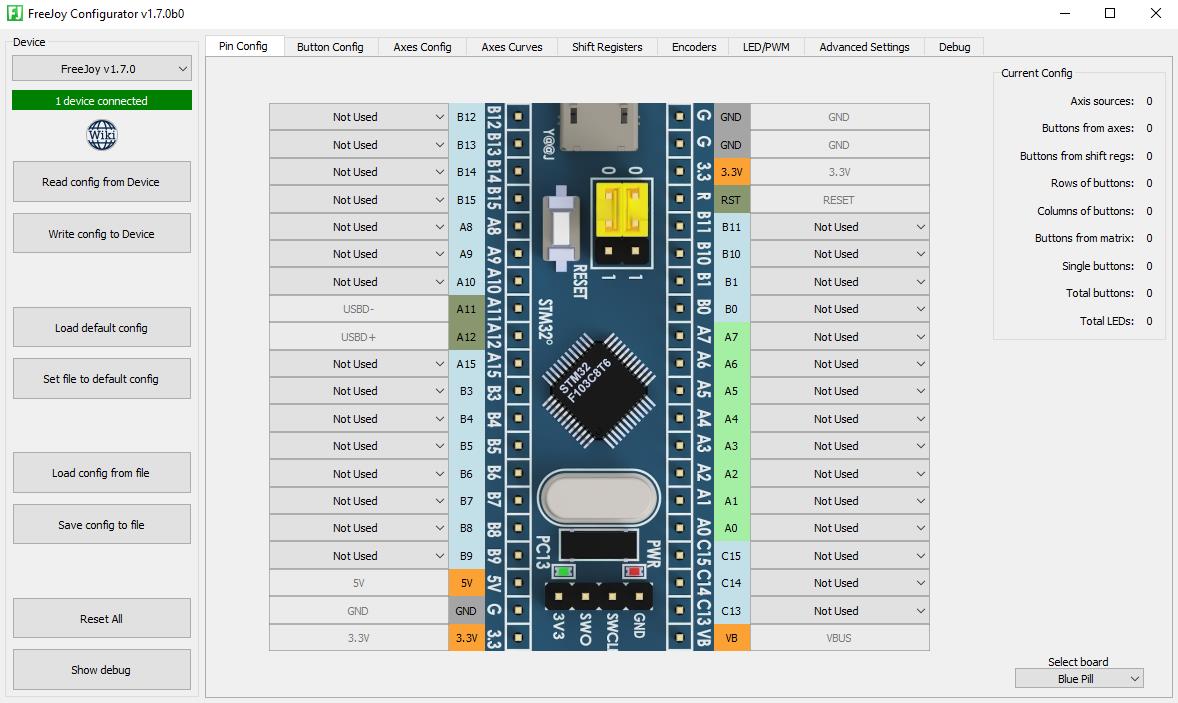 FreeJoy Configurator v1.7.0b0
Device
FreeJoy v1.7.0
1 device connected
Wiki
Read config from Device
Write config to Device
Load default config
Set file to default config
Load config from file
Save config to file
Reset All
Show debug
Pin Config Button Config Axes Config Axes Curves Shift Registers Encoders LED/PWM Advanced Settings Debug
Not Used B12 B12 G GND GND
Not Used B13 B13 G GND GND
Not Used B14 B14 3.3 3.3V 3.3V
Not Used B15 B15 R RST RESET
Not Used A8 A8 B11 B11 Not Used
Not Used A9 A9 B10 B10 Not Used
Not Used A10 A10 B1 B1 Not Used
USBD- A11 A11 B0 B0 Not Used
USBD+ A12 A12 A7 A7 Not Used
Not Used A15 A15 A6 A6 Not Used
Not Used B3 B3 A5 A5 Not Used
Not Used B4 B4 A4 A4 Not Used
Not Used B5 B5 A3 A3 Not Used
Not Used B6 B6 A2 A2 Not Used
Not Used B7 B7 A1 A1 Not Used
Not Used B8 B8 A0 A0 Not Used
Not Used B9 B9 C15 C15 Not Used
5V 5V 5V C14 C14 Not Used
GND GND G C13 C13 Not Used
3.3V 3.3V 3.3 VB VB VBUS
Y@@J
0 0
1 1
RESET
STM32°
STM32
F103C8T6
PC13
PWR
3V3 SWO SWCL GND
Current Config
Axis sources: 0
Buttons from axes: 0
Buttons from shift regs: 0
Rows of buttons: 0
Columns of buttons: 0
Buttons from matrix: 0
Single buttons: 0
Total buttons: 0
Total LEDs: 0
Select board
Blue Pill